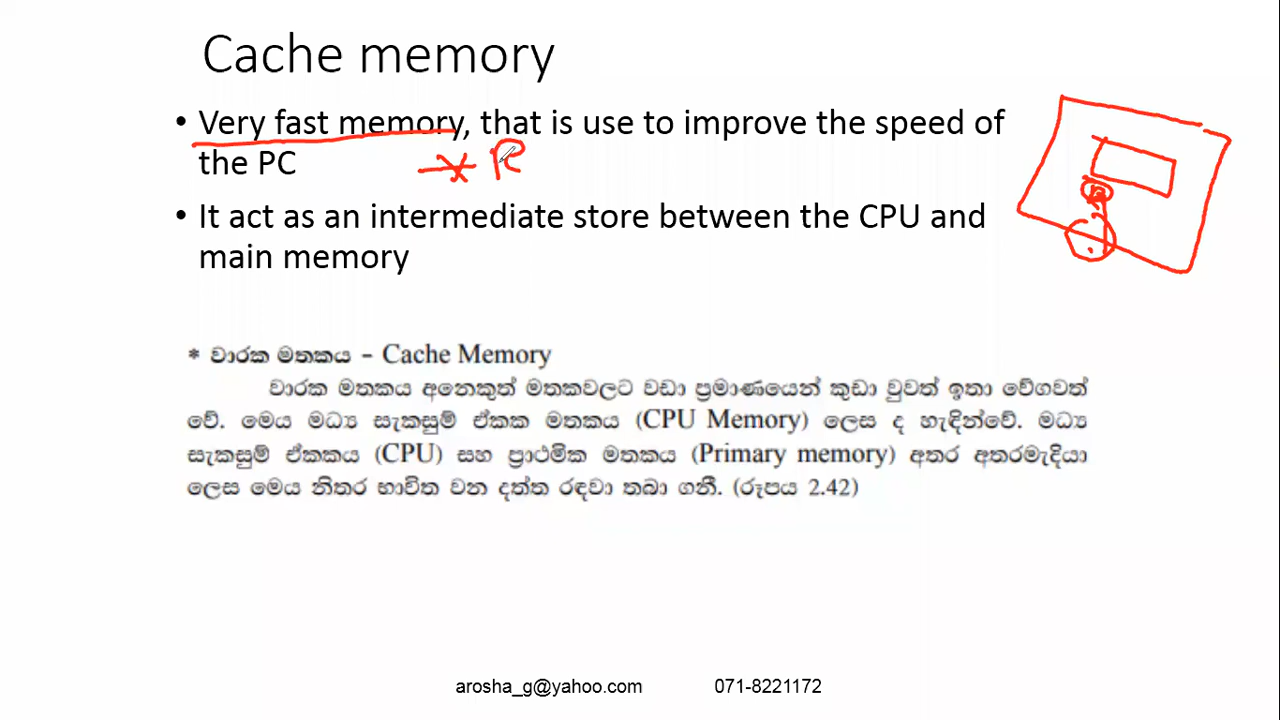 Cache memory
• Very fast memory, that is use to improve the speed of
the PC
R
• It act as an intermediate store between the CPU and
main memory
* වාරක මතකය - Cache Memory
වාරක මතකය අනෙකුත් මතකවලට වඩා ප්‍රමාණයෙන් කුඩා වුවත් ඉතා වේගවත්
වේ. මෙය මධ්‍ය සැකසුම් ඒකක මතකය (CPU Memory) ලෙස ද හැඳින්වේ. මධ්‍ය
සැකසුම් ඒකකය (CPU) සහ ප්‍රාථමික මතකය (Primary memory) අතර අතරමැදියා
ලෙස මෙය නිතර භාවිත වන දත්ත රඳවා තබා ගනී. (රූපය 2.42)
arosha_g@yahoo.com 071-8221172